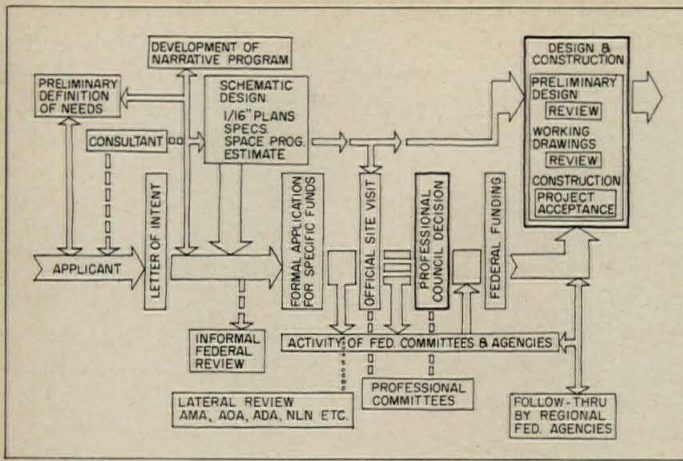 DEVELOPMENT OF
NARRATIVE PROGRAM
PRELIMINARY
DEFINITION
OF NEEDS
SCHEMATIC
DESIGN
1/16" PLANS
SPECS.
SPACE PROG.
ESTIMATE
CONSULTANT
DESIGN &
CONSTRUCTION
PRELIMINARY
DESIGN
REVIEW
WORKING
DRAWINGS
REVIEW
CONSTRUCTION
PROJECT
ACCEPTANCE
APPLICANT
LETTER OF INTENT
FORMAL APPLICATION
FOR SPECIFIC FUNDS
OFFICIAL SITE VISIT
PROFESSIONAL
COUNCIL DECISION
FEDERAL FUNDING
INFORMAL
FEDERAL
REVIEW
ACTIVITY OF FED. COMMITTEES & AGENCIES
LATERAL REVIEW
AMA, AOA, ADA, NLN ETC.
PROFESSIONAL
COMMITTEES
FOLLOW-THRU
BY REGIONAL
FED. AGENCIES